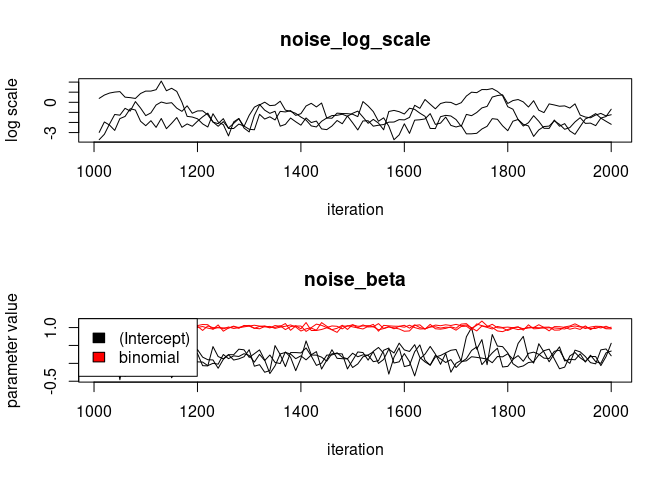 noise_log_scale
log scale
0
-3
1000
1200
1400
1600
1800
2000
iteration
noise_beta
parameter value
1.0
-0.5
(Intercept)
binomial
1000
1200
1400
1600
1800
2000
iteration